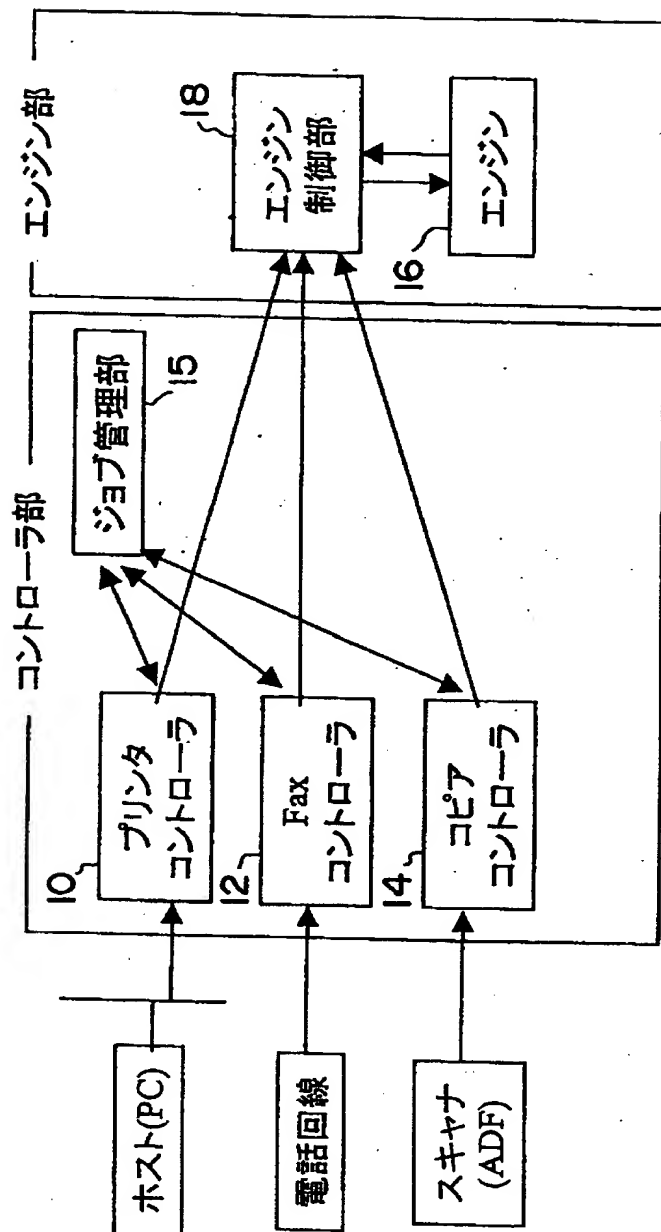 コントローラ部
エンジン部
ホスト(PC)
10
プリンタ
コントローラ
ジョブ管理部
15
電話回線
12
Fax
コントローラ
スキャナ
(ADF)
14
コピア
コントローラ
18
エンジン
制御部
16
エンジン